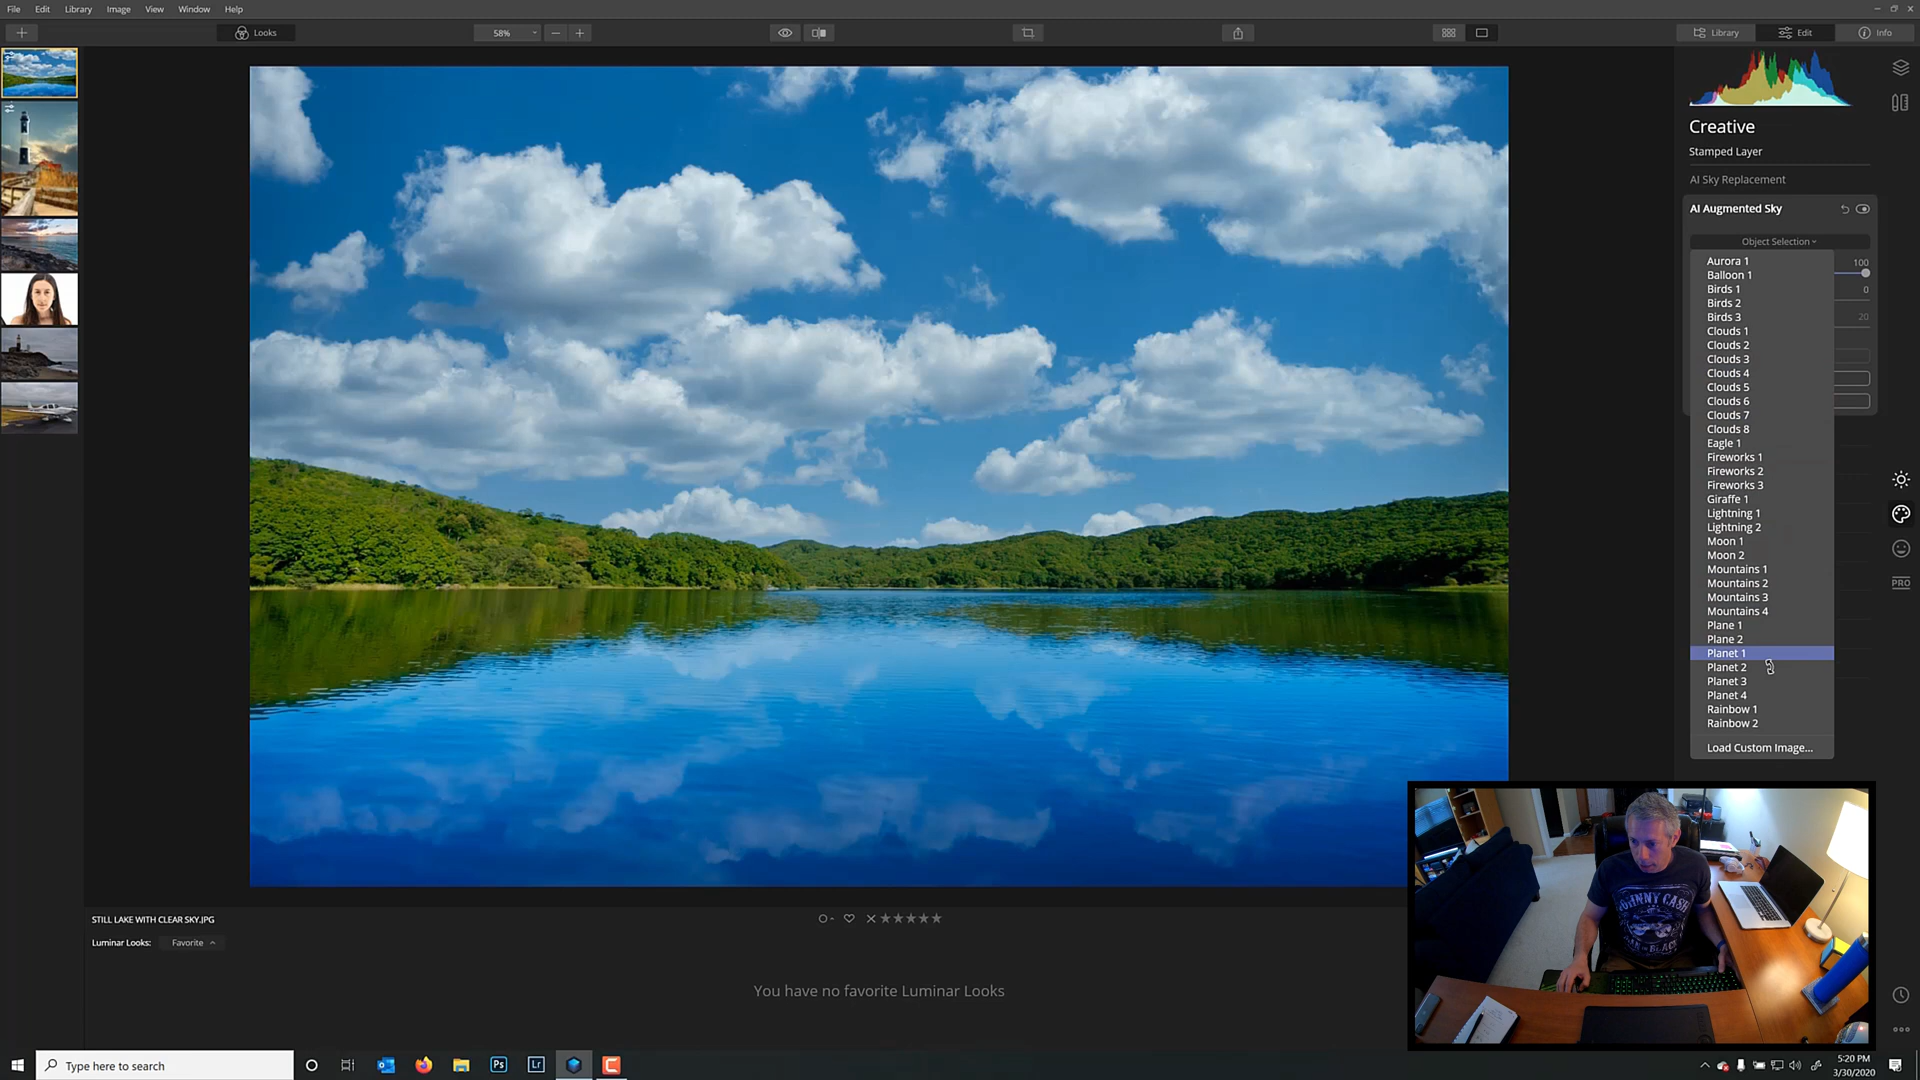 File Edit Library Image View Window Help
Looks 58% Library Edit Info
Creative
Stamped Layer
AI Sky Replacement
AI Augmented Sky
Object Selection
100
0
20
Aurora 1
Balloon 1
Birds 1
Birds 2
Birds 3
Clouds 1
Clouds 2
Clouds 3
Clouds 4
Clouds 5
Clouds 6
Clouds 7
Clouds 8
Eagle 1
Fireworks 1
Fireworks 2
Fireworks 3
Giraffe 1
Lightning 1
Lightning 2
Moon 1
Moon 2
Mountains 1
Mountains 2
Mountains 3
Mountains 4
Plane 1
Plane 2
Planet 1
Planet 2
Planet 3
Planet 4
Rainbow 1
Rainbow 2
Load Custom Image...
PRO
STILL LAKE WITH CLEAR SKY.JPG
Luminar Looks: Favorite
You have no favorite Luminar Looks
JOHNNY CASH
Type here to search
Ps
Lr
5:20 PM
3/30/2020